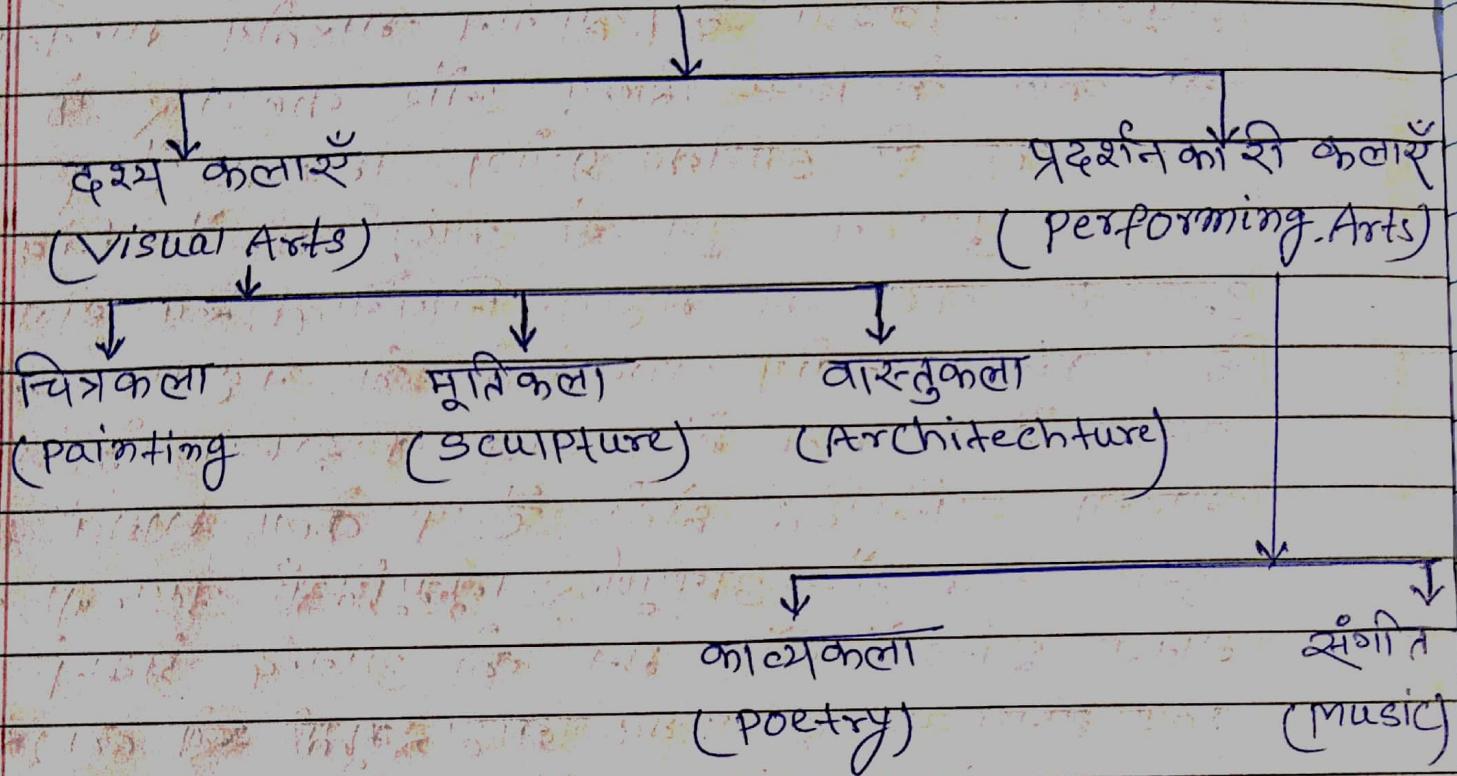 दृश्य कलाएँ प्रदर्शनकारी कलाएँ
(Visual Arts) (Performing Arts)
चित्रकला मूर्तिकला वास्तुकला
(Painting (Sculpture) (Architechture)
काव्यकला संगीत
(Poetry) (Music)